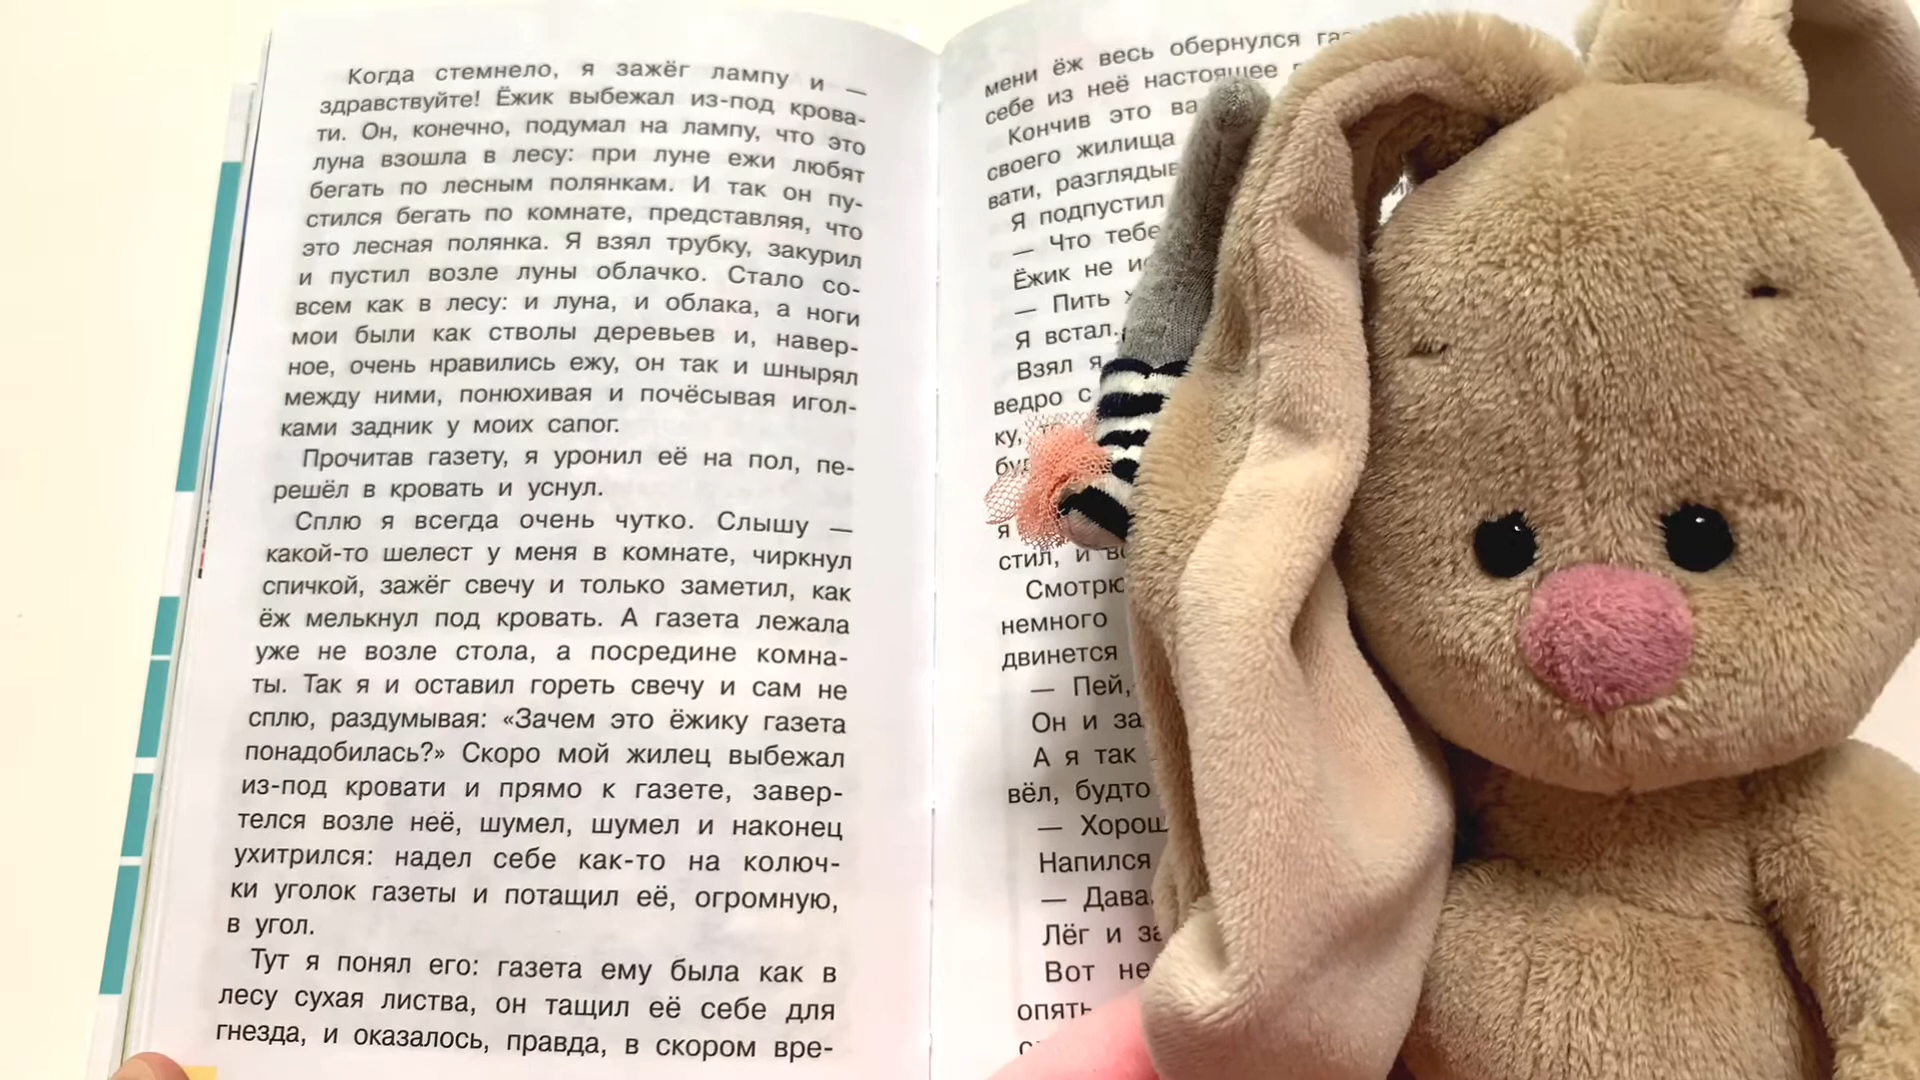 Когда стемнело, я зажёг лампу и —
здравствуйте! Ёжик выбежал из-под крова-
ти. Он, конечно, подумал на лампу, что это
луна взошла в лесу: при луне ежи любят
бегать по лесным полянкам. И так он пу-
стился бегать по комнате, представляя, что
это лесная полянка. Я взял трубку, закурил
и пустил возле луны облачко. Стало со-
всем как в лесу: и луна, и облака, а ноги
мои были как стволы деревьев и, навер-
ное, очень нравились ежу, он так и шнырял
между ними, понюхивая и почёсывая игол-
ками задник у моих сапог.
Прочитав газету, я уронил её на пол, пе-
решёл в кровать и уснул.
Сплю я всегда очень чутко. Слышу —
какой-то шелест у меня в комнате, чиркнул
спичкой, зажёг свечу и только заметил, как
ёж мелькнул под кровать. А газета лежала
уже не возле стола, а посредине комна-
ты. Так я и оставил гореть свечу и сам не
сплю, раздумывая: «Зачем это ёжику газета
понадобилась?» Скоро мой жилец выбежал
из-под кровати и прямо к газете, завер-
телся возле неё, шумел, шумел и наконец
ухитрился: надел себе как-то на колюч-
ки уголок газеты и потащил её, огромную,
в угол.
Тут я понял его: газета ему была как в
лесу сухая листва, он тащил её себе для
гнезда, и оказалось, правда, в скором вре-
мени ёж весь обернулся
себе из неё настоящее
Кончив это
своего жилища
вати,
Я подпустил
— Что тебе
Ёжик не
— Пить
Я встал.
Взял я
ведро с
ку,
я
стил, и
Смотрю
немного
двинется
— Пей,
Он и
А я так
вёл, будто
—
Напился
—
Лёг и
Вот не
опять